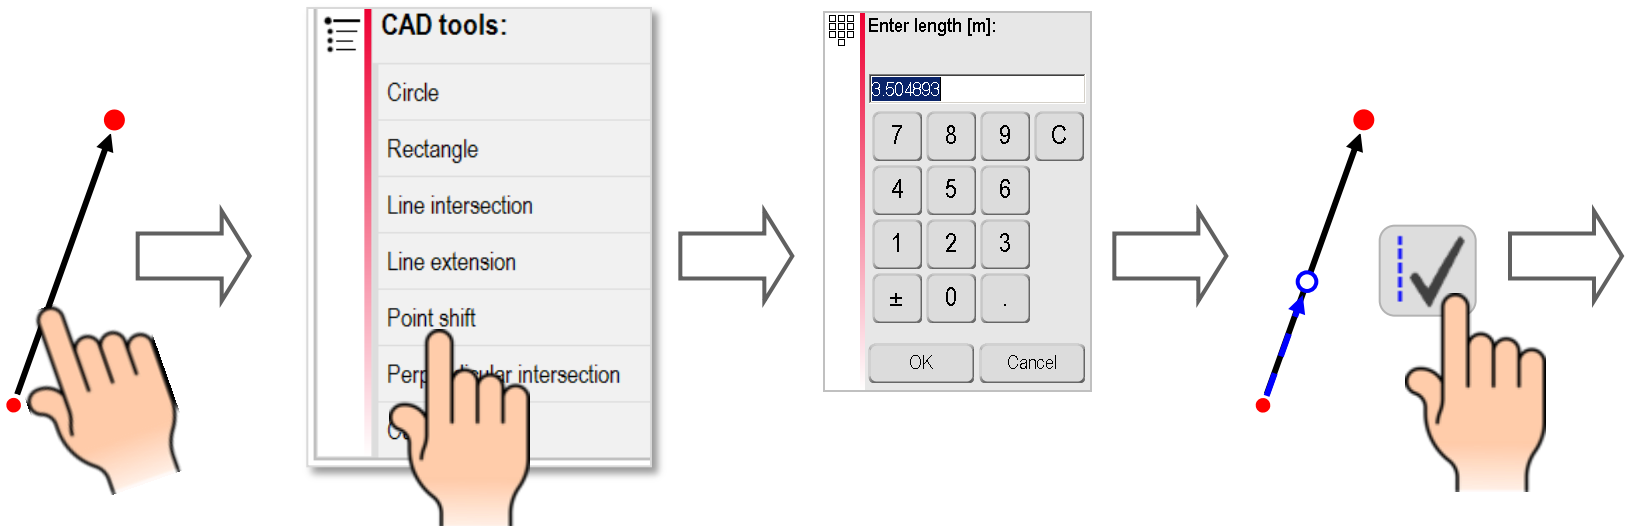 CAD tools:
Circle
Rectangle
Line intersection
Line extension
Point shift
intersection
Enter length [m]:
3.504893
7 8 9 C
4 5 6
1 2 3
± 0 .
OK Cancel